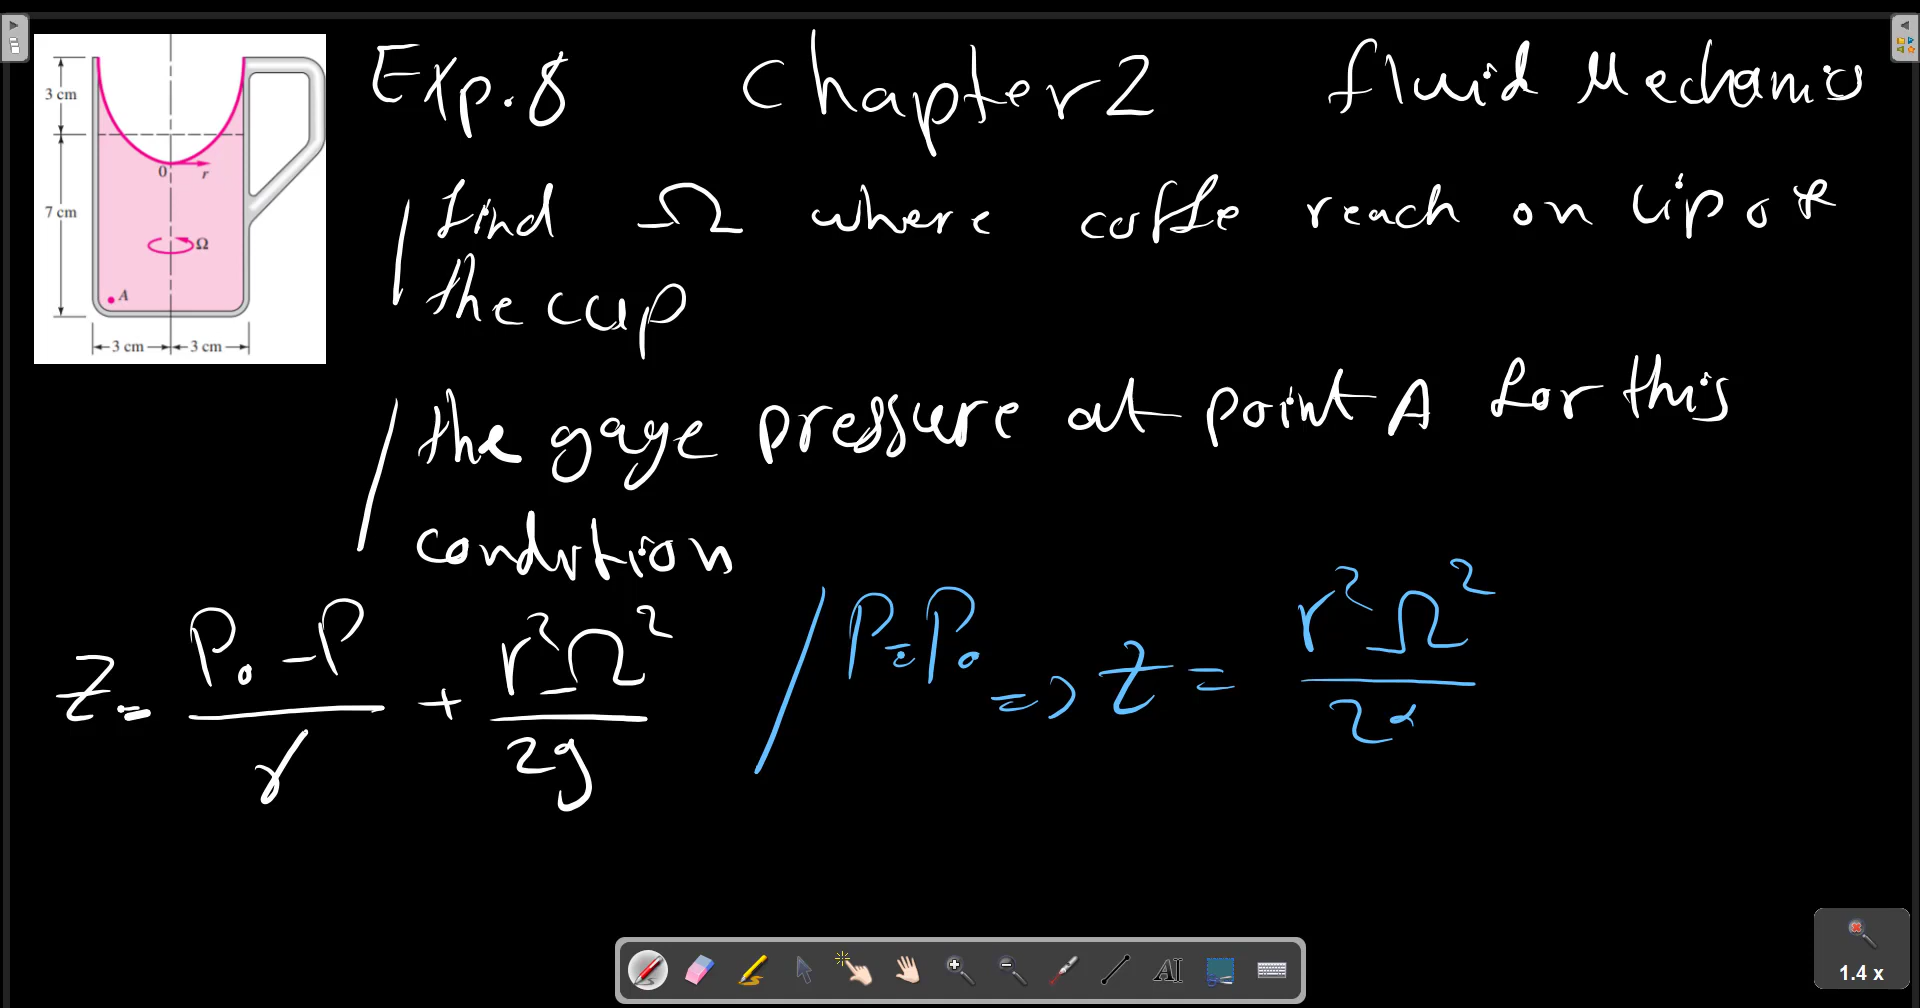 Exp. 8 Chapter 2 fluid Mechanics
3 cm
0 r
7 cm
Ω
A
3 cm 3 cm
/ find Ω where coffe reach on lip of
the cup
/ the gage pressure at point A for this
condition
Z = (P₀ - P)/γ + r²Ω²/2g / P = P₀ => z = r²Ω²/2
AI
1.4 x